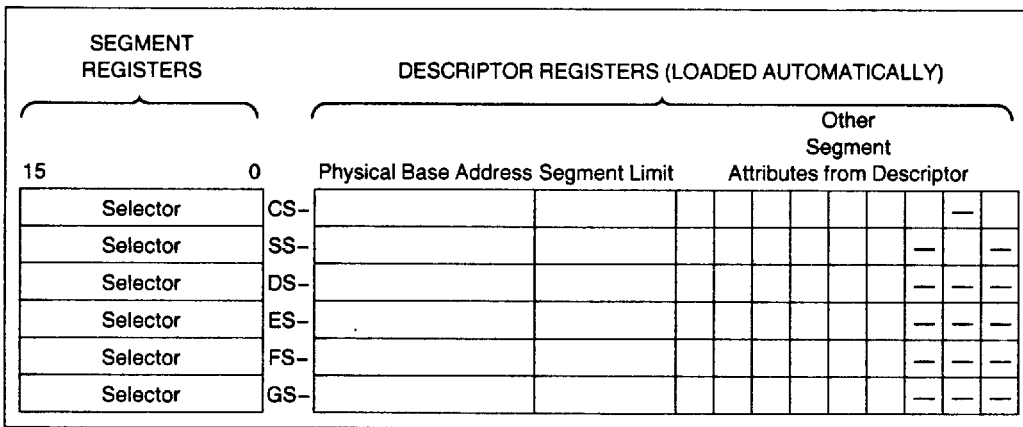 SEGMENT
REGISTERS
DESCRIPTOR REGISTERS (LOADED AUTOMATICALLY)
Other
Segment
15 0 Physical Base Address Segment Limit Attributes from Descriptor
Selector CS– —
Selector SS– — —
Selector DS– — — —
Selector ES– — — —
Selector FS– — — —
Selector GS– — — —